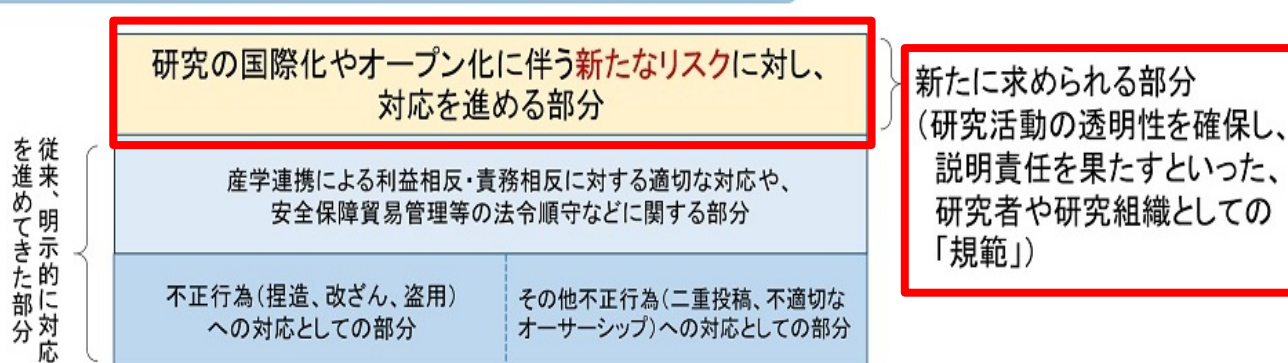 研究の国際化やオープン化に伴う新たなリスクに対し、
対応を進める部分
新たに求められる部分
(研究活動の透明性を確保し、
説明責任を果たすといった、
研究者や研究組織としての
「規範」)
従来、明示的に対応
を進めてきた部分
産学連携による利益相反・責務相反に対する適切な対応や、
安全保障貿易管理等の法令順守などに関する部分
不正行為(捏造、改ざん、盗用)
への対応としての部分
その他不正行為(二重投稿、不適切な
オーサーシップ)への対応としての部分